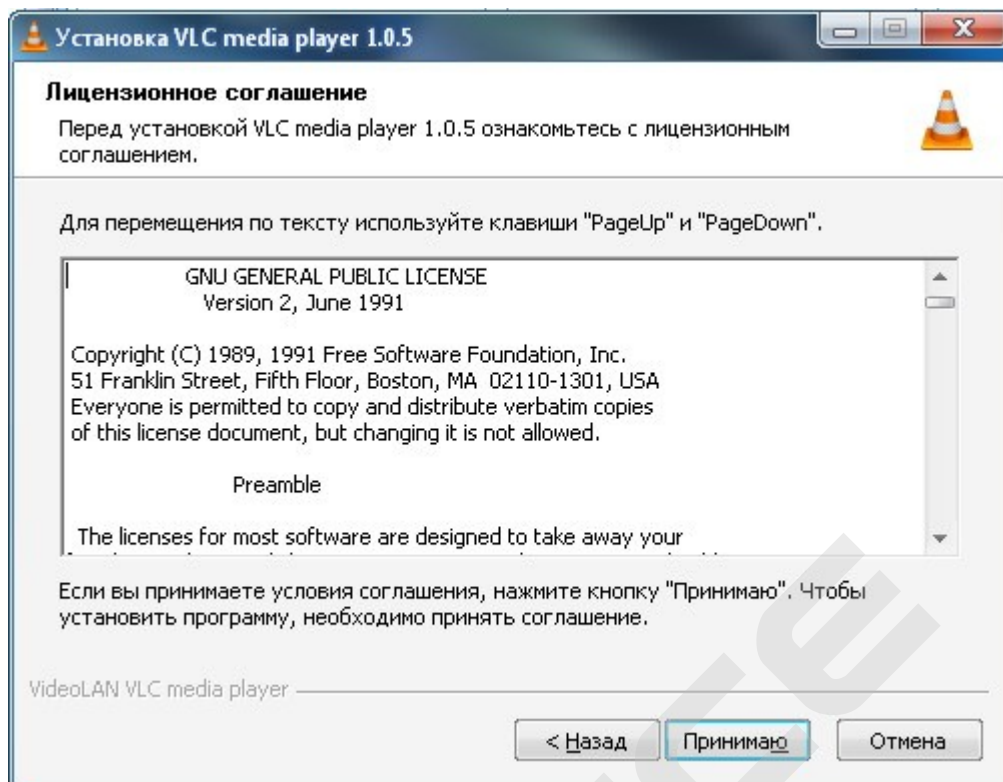 Установка VLC media player 1.0.5
Лицензионное соглашение
Перед установкой VLC media player 1.0.5 ознакомьтесь с лицензионным
соглашением.
Для перемещения по тексту используйте клавиши "PageUp" и "PageDown".
GNU GENERAL PUBLIC LICENSE
Version 2, June 1991
Copyright (C) 1989, 1991 Free Software Foundation, Inc.
51 Franklin Street, Fifth Floor, Boston, MA  02110-1301, USA
Everyone is permitted to copy and distribute verbatim copies
of this license document, but changing it is not allowed.
Preamble
The licenses for most software are designed to take away your
Если вы принимаете условия соглашения, нажмите кнопку "Принимаю". Чтобы
установить программу, необходимо принять соглашение.
VideoLAN VLC media player
< Назад
Принимаю
Отмена